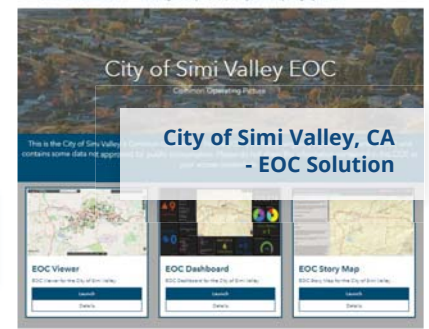 City of Simi Valley EOC
Common Operating Picture
City of Simi Valley, CA
- EOC Solution
This is the City of Simi Valley
contains some data not approved for public
EOC Viewer
EOC Viewer for the City of Simi Valley
Launch
Details
EOC Dashboard
EOC Dashboard for the City of Simi Valley
Launch
Details
EOC Story Map
EOC Story Map for the City of Simi Valley
Launch
Details